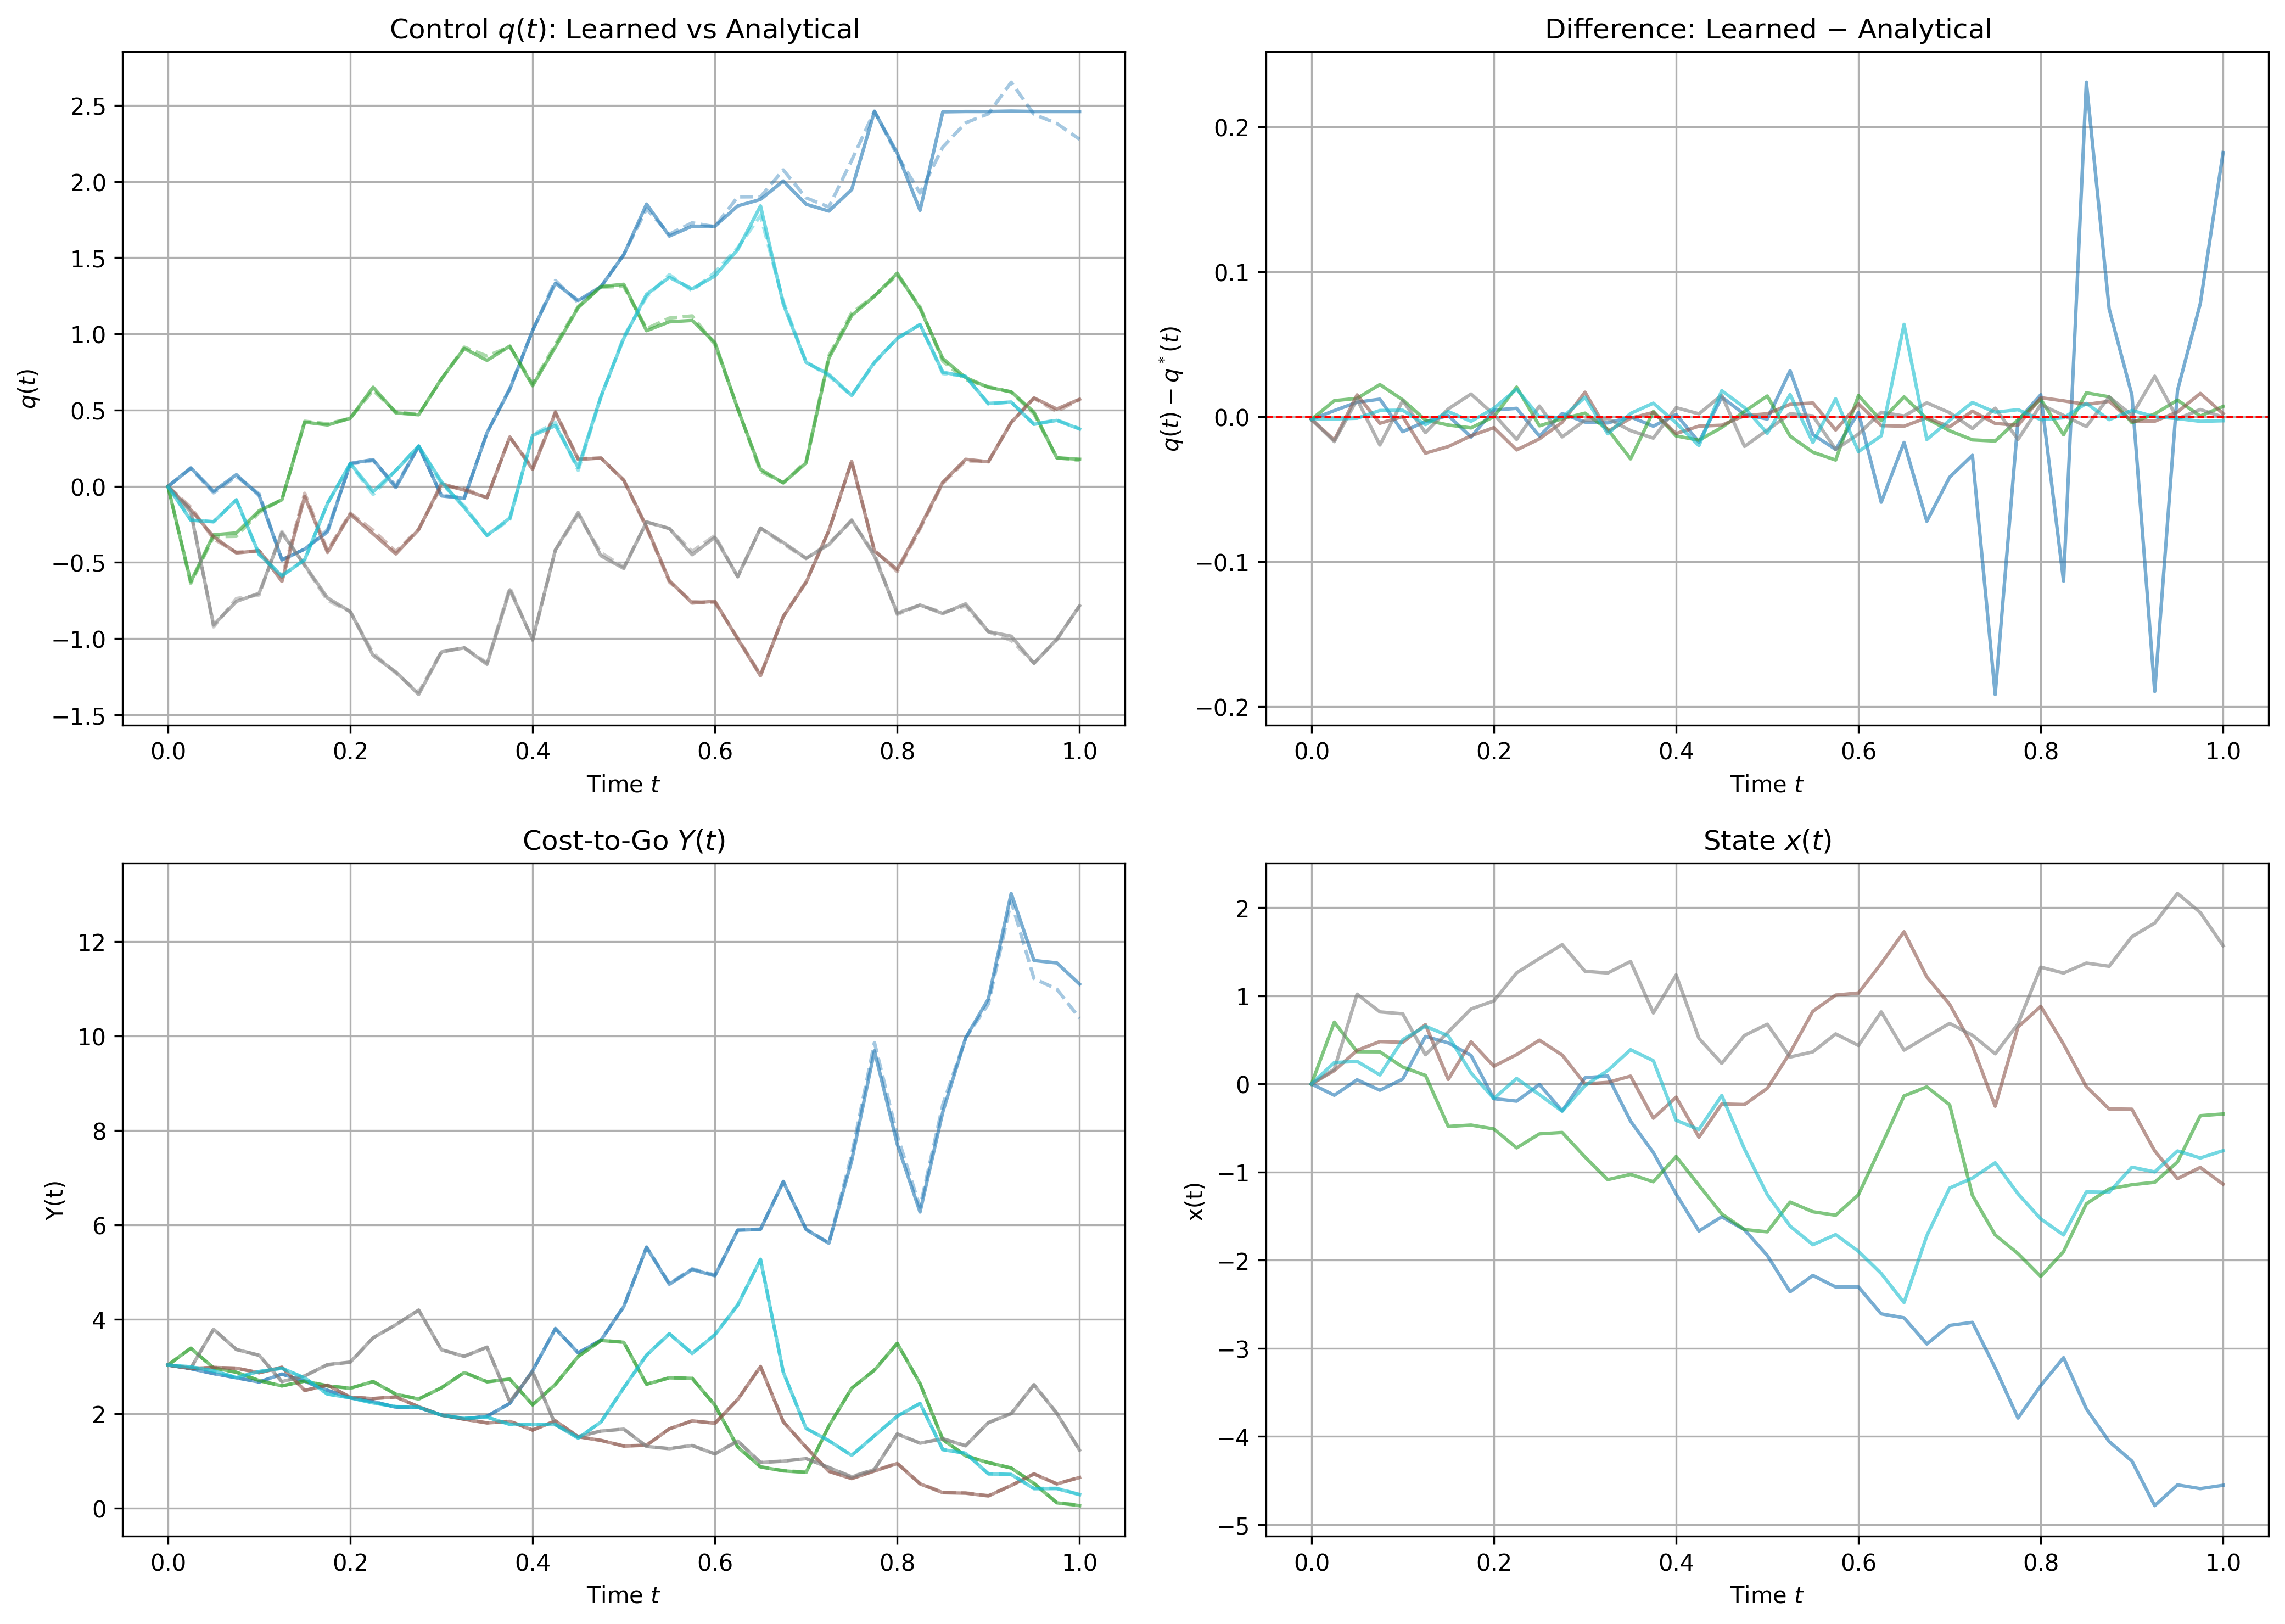 Control q(t): Learned vs Analytical
2.5
2.0
1.5
1.0
0.5
0.0
−0.5
−1.0
−1.5
q(t)
0.0 0.2 0.4 0.6 0.8 1.0
Time t
Difference: Learned − Analytical
0.2
0.1
0.0
−0.1
−0.2
q(t) − q*(t)
0.0 0.2 0.4 0.6 0.8 1.0
Time t
Cost-to-Go Y(t)
12
10
8
6
4
2
0
Y(t)
0.0 0.2 0.4 0.6 0.8 1.0
Time t
State x(t)
2
1
0
−1
−2
−3
−4
−5
x(t)
0.0 0.2 0.4 0.6 0.8 1.0
Time t